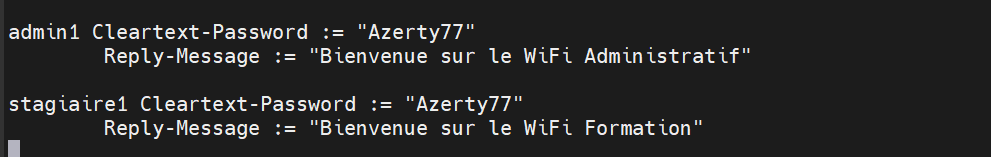 admin1 Cleartext-Password := "Azerty77"
        Reply-Message := "Bienvenue sur le WiFi Administratif"
stagiaire1 Cleartext-Password := "Azerty77"
        Reply-Message := "Bienvenue sur le WiFi Formation"